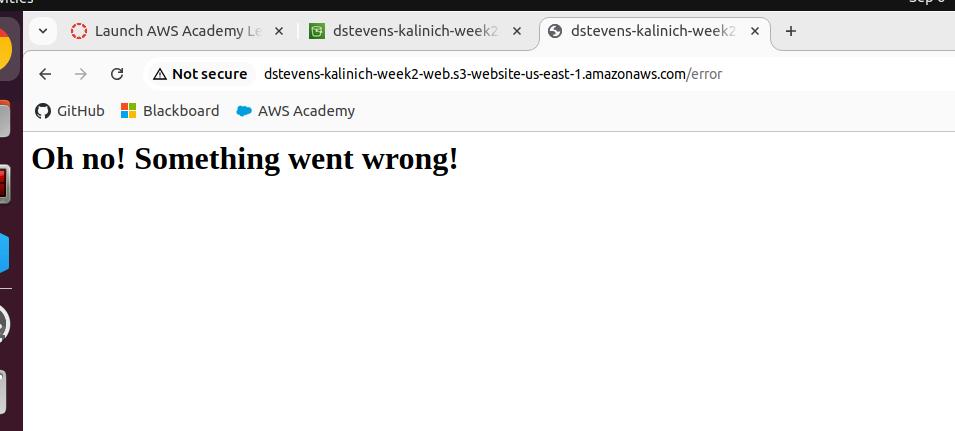 Launch AWS Academy Le
dstevens-kalinich-week2
dstevens-kalinich-week2
Not secure
dstevens-kalinich-week2-web.s3-website-us-east-1.amazonaws.com/error
GitHub
Blackboard
AWS Academy
Oh no! Something went wrong!